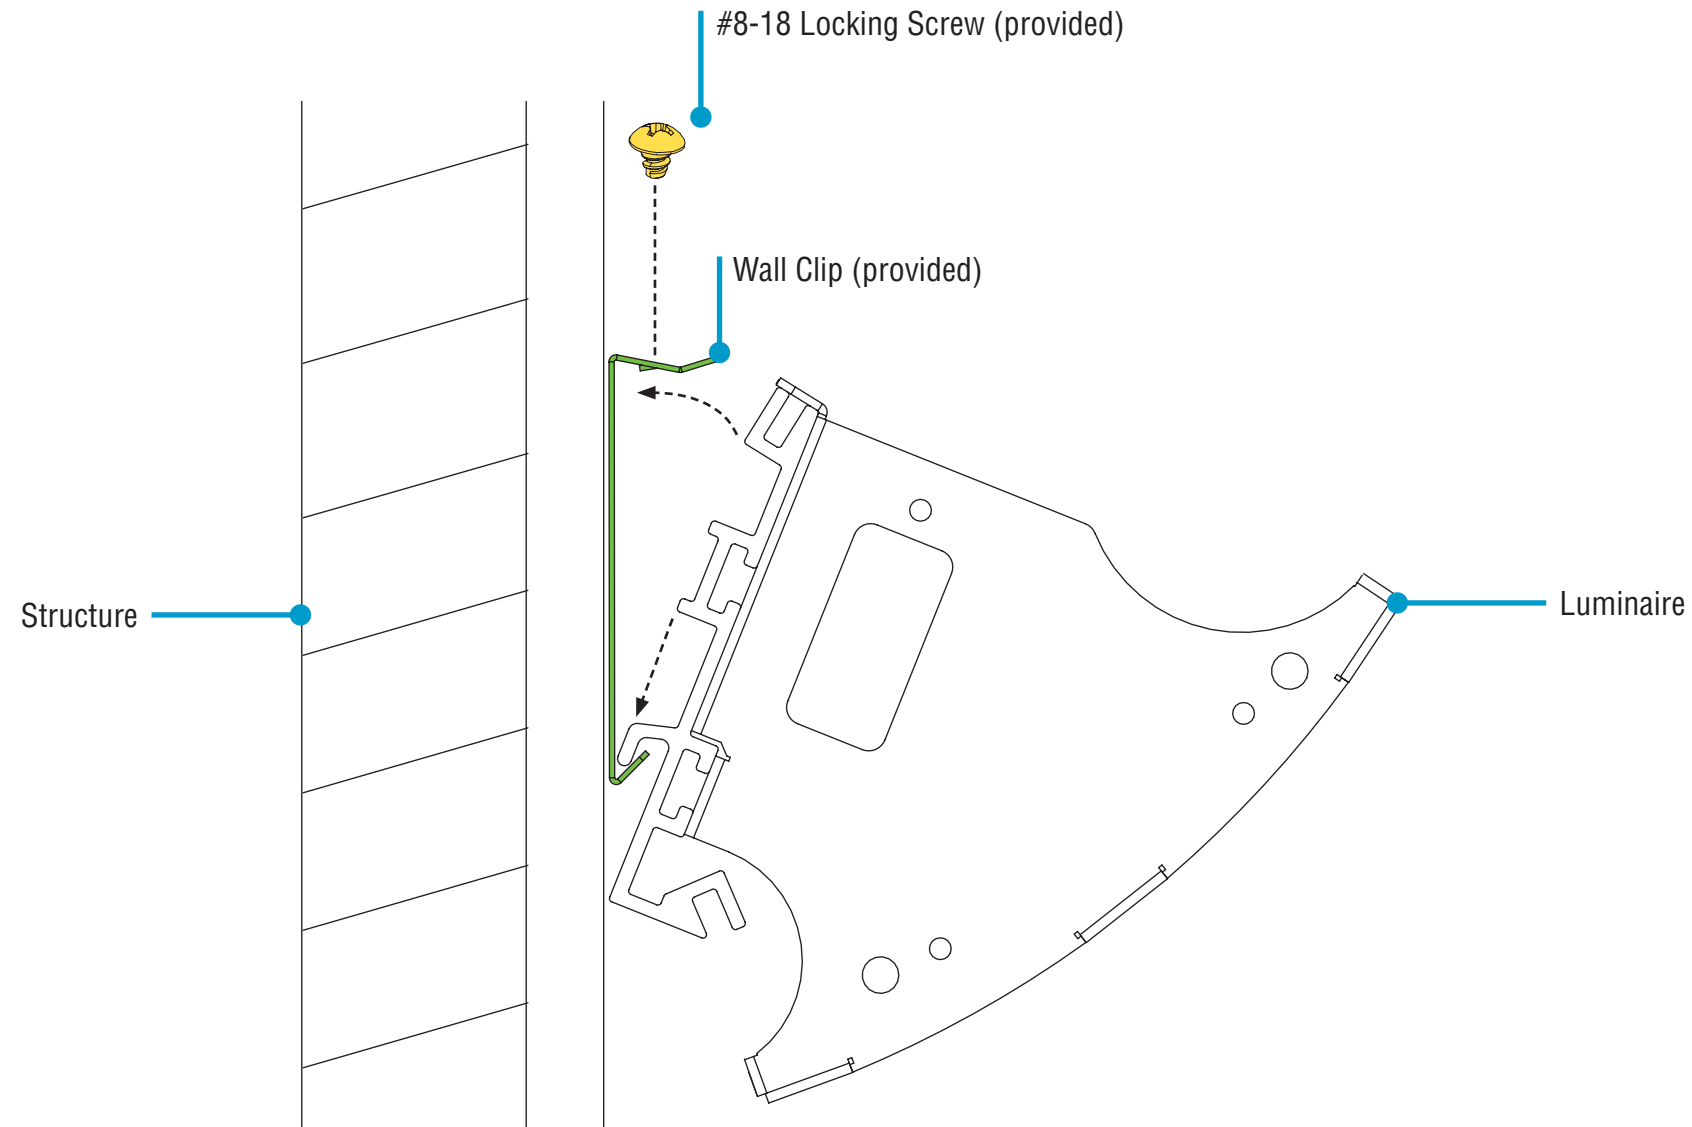 #8-18 Locking Screw (provided)
Wall Clip (provided)
Structure
Luminaire